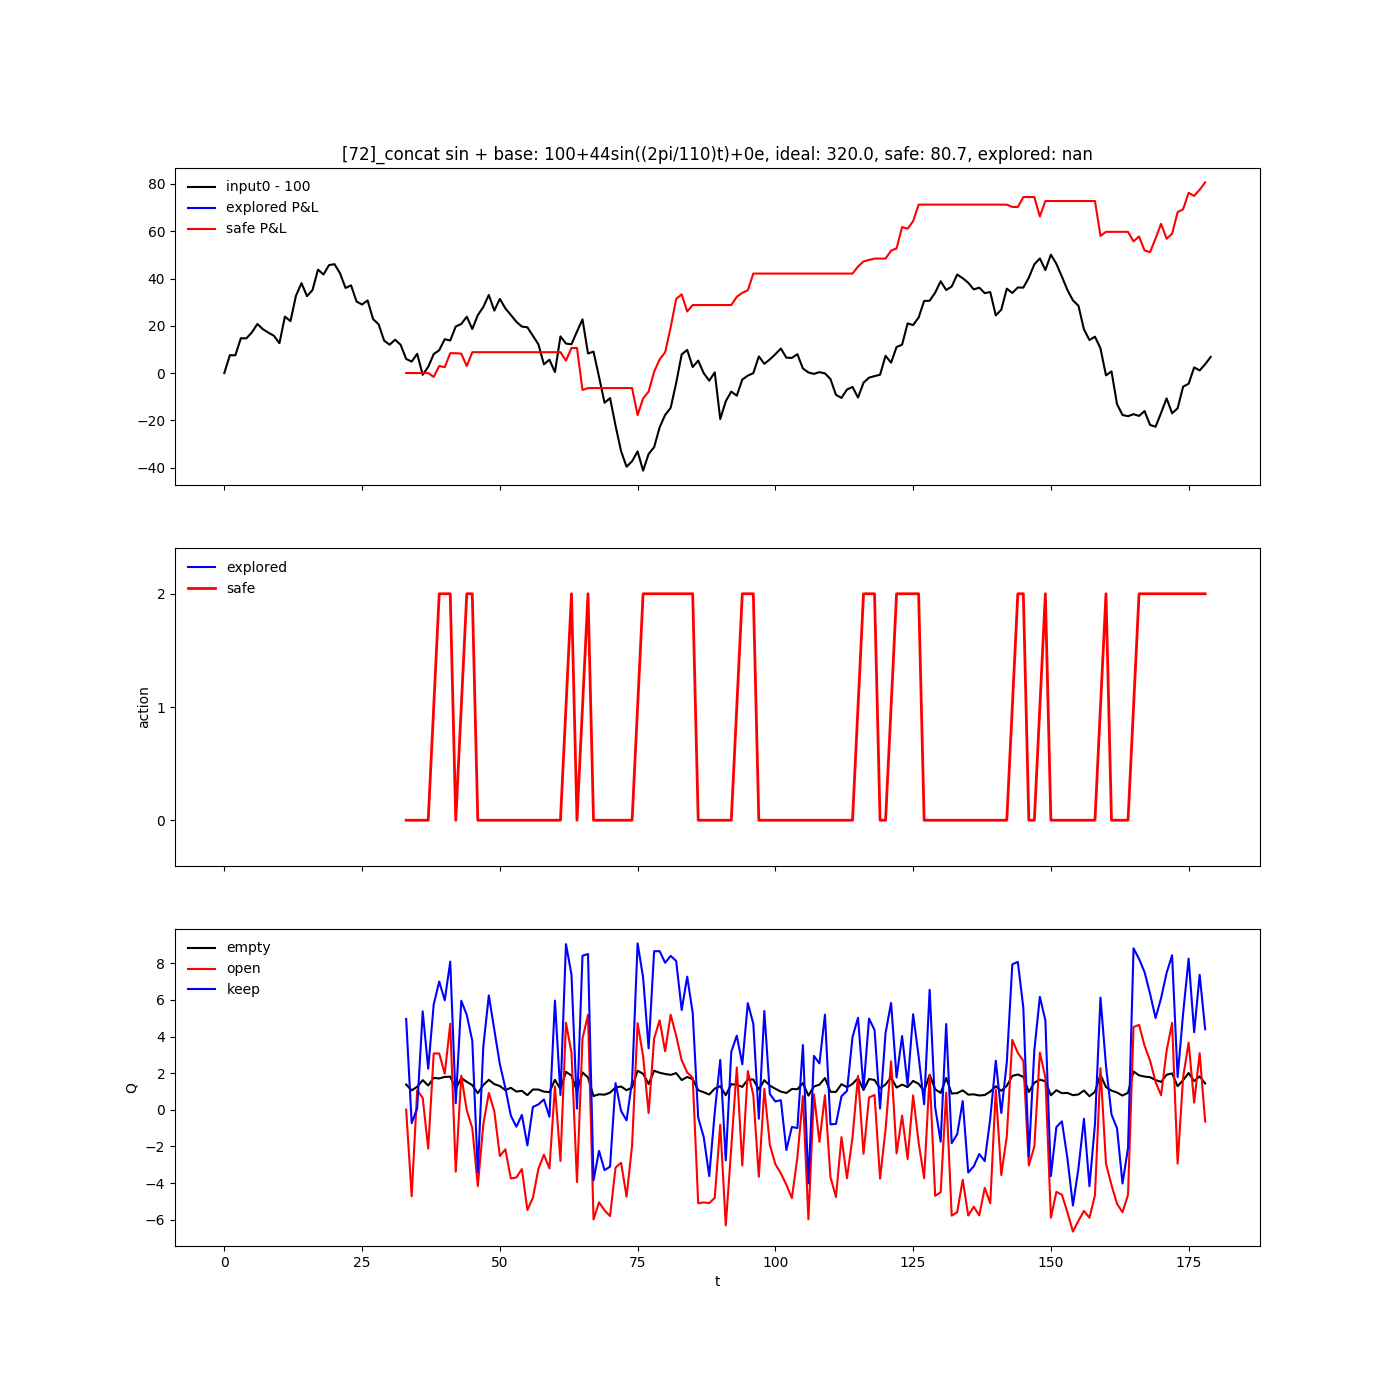 [72]_concat sin + base: 100+44sin((2pi/110)t)+0e, ideal: 320.0, safe: 80.7, explored: nan
80
60
40
20
0
−20
−40
input0 - 100
explored P&L
safe P&L
2
1
0
action
explored
safe
8
6
4
2
0
−2
−4
−6
Q
empty
open
keep
0 25 50 75 100 125 150 175
t